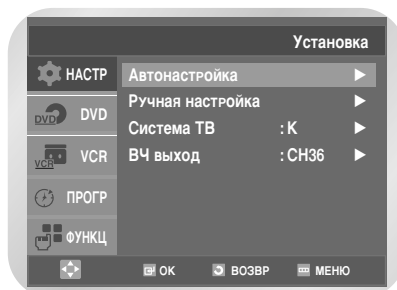 Установка
НАСТР
Автонастройка
Ручная настройка
DVD DVD
Система ТВ : K
VCR VCR
ВЧ выход : CH36
ПРОГР
ФУНКЦ
OK ВОЗВР МЕНЮ